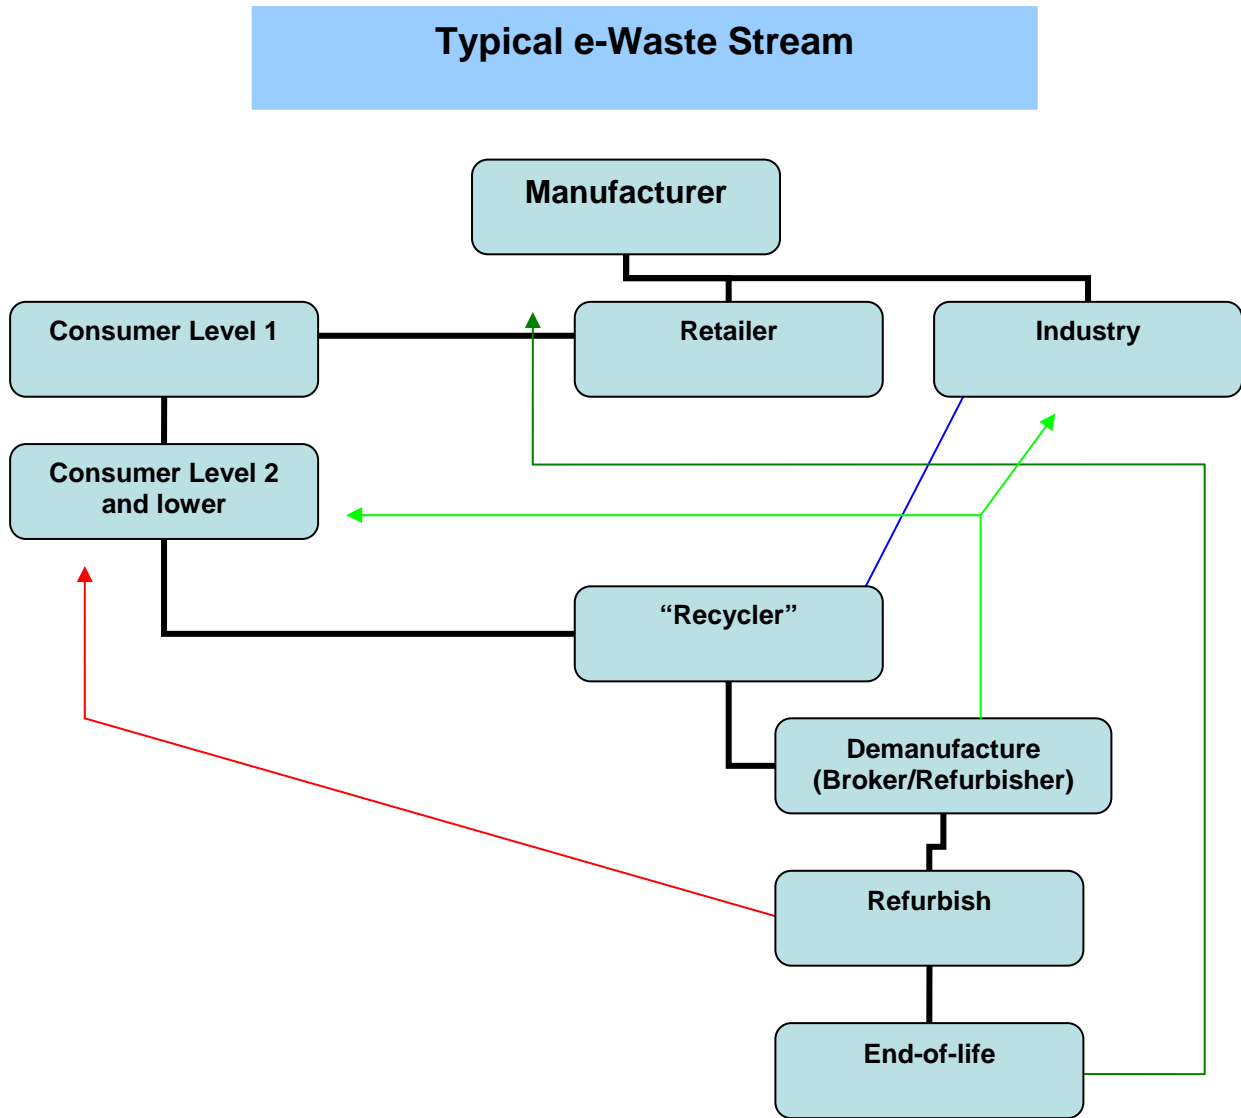 Typical e-Waste Stream
Manufacturer
Consumer Level 1
Retailer
Industry
Consumer Level 2
and lower
“Recycler”
Demanufacture
(Broker/Refurbisher)
Refurbish
End-of-life